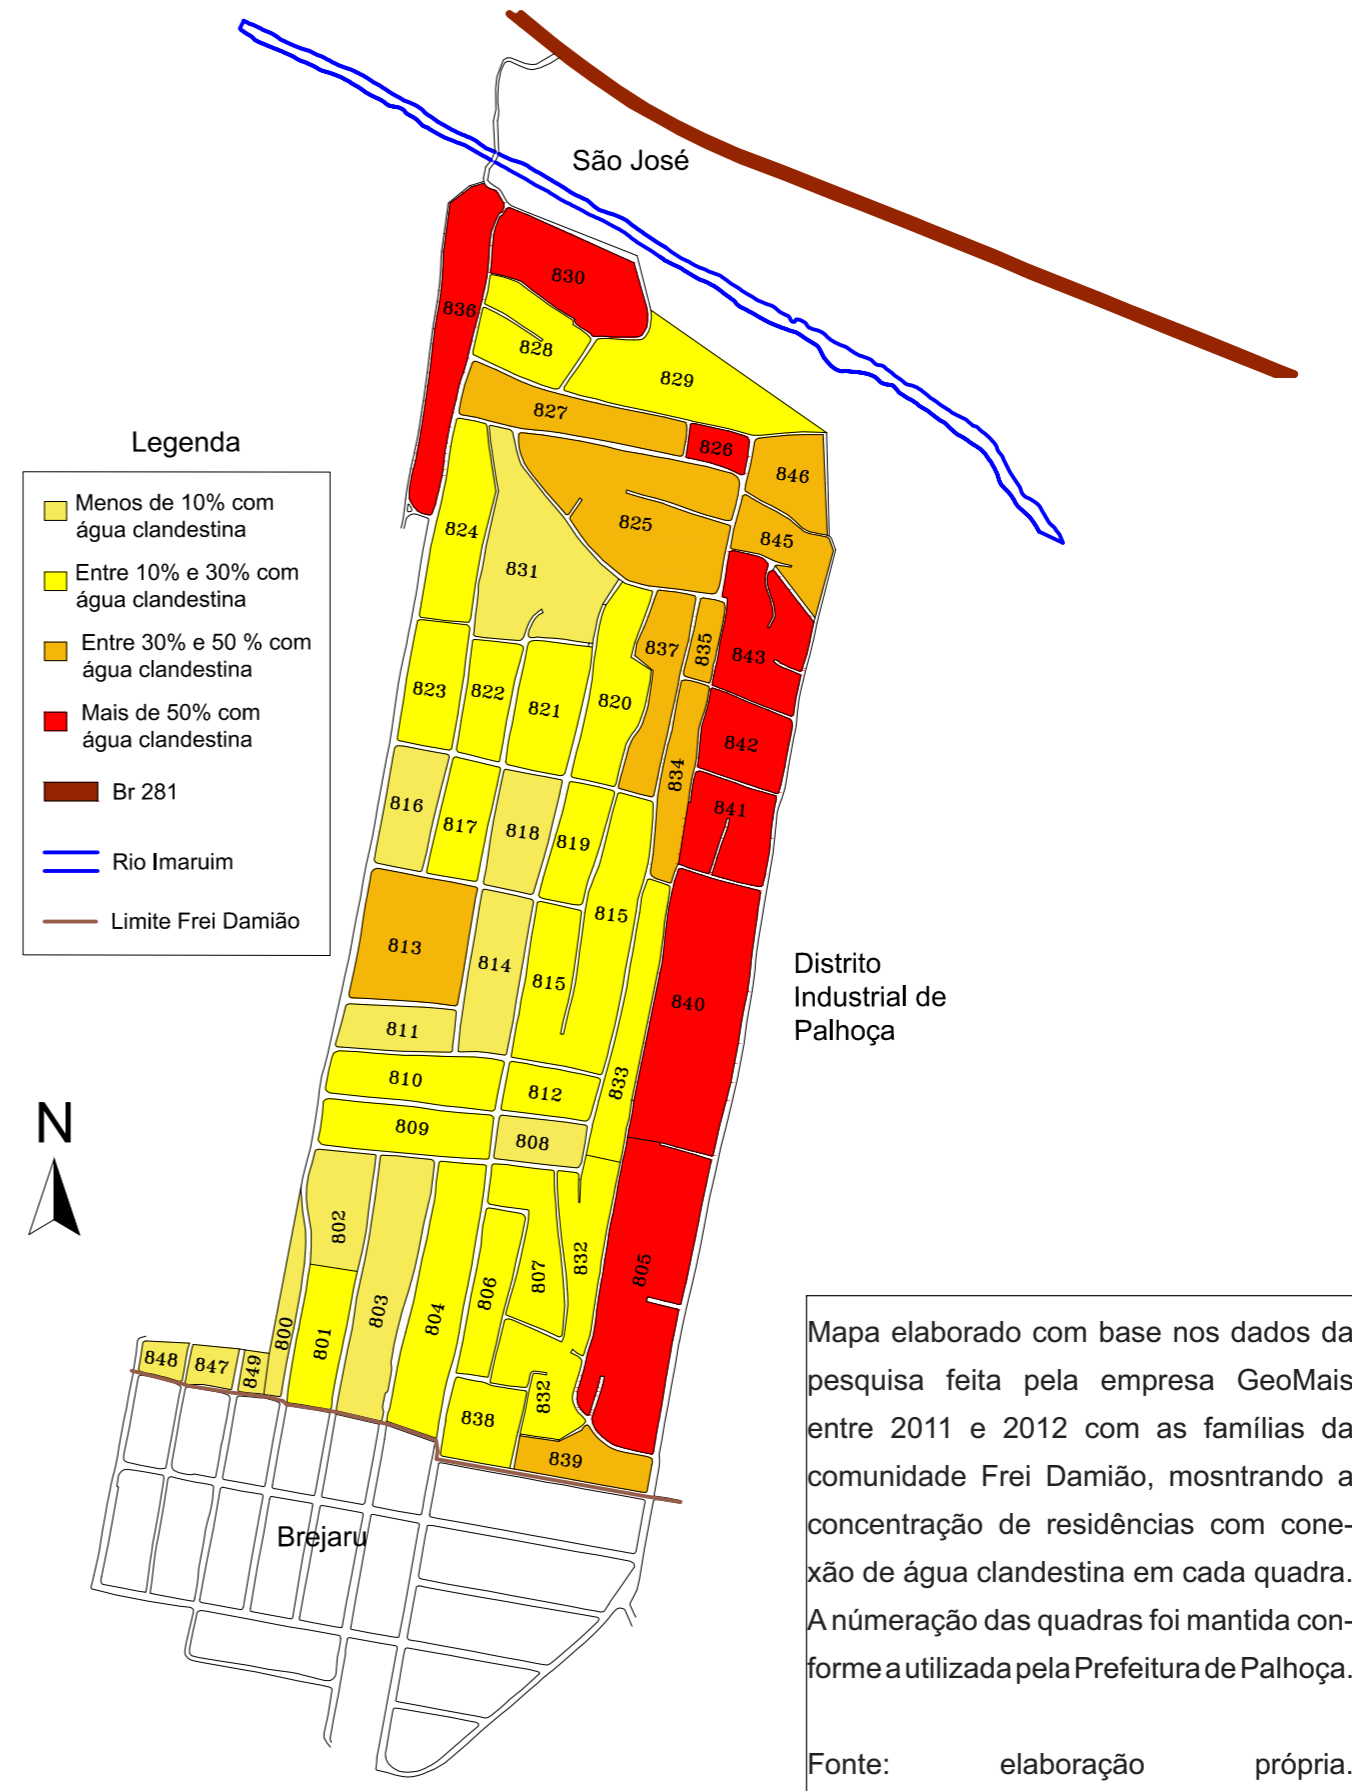 São José
830
836
828
829
827
826
846
Legenda
Menos de 10% com
água clandestina
Entre 10% e 30% com
água clandestina
Entre 30% e 50 % com
água clandestina
Mais de 50% com
água clandestina
Br 281
Rio Imaruim
Limite Frei Damião
824
825
845
831
837
835
843
823
822
821
820
842
834
816
817
818
819
841
813
814
815
815
840
811
810
812
833
809
808
Distrito
Industrial de
Palhoça
N
802
803
804
806
807
832
805
801
800
848
847
849
838
832
839
Brejaru
Mapa elaborado com base nos dados da
pesquisa feita pela empresa GeoMais
entre 2011 e 2012 com as famílias da
comunidade Frei Damião, mosntrando a
concentração de residências com cone-
xão de água clandestina em cada quadra.
A númeração das quadras foi mantida con-
forme a utilizada pela Prefeitura de Palhoça.
Fonte: elaboração própria.